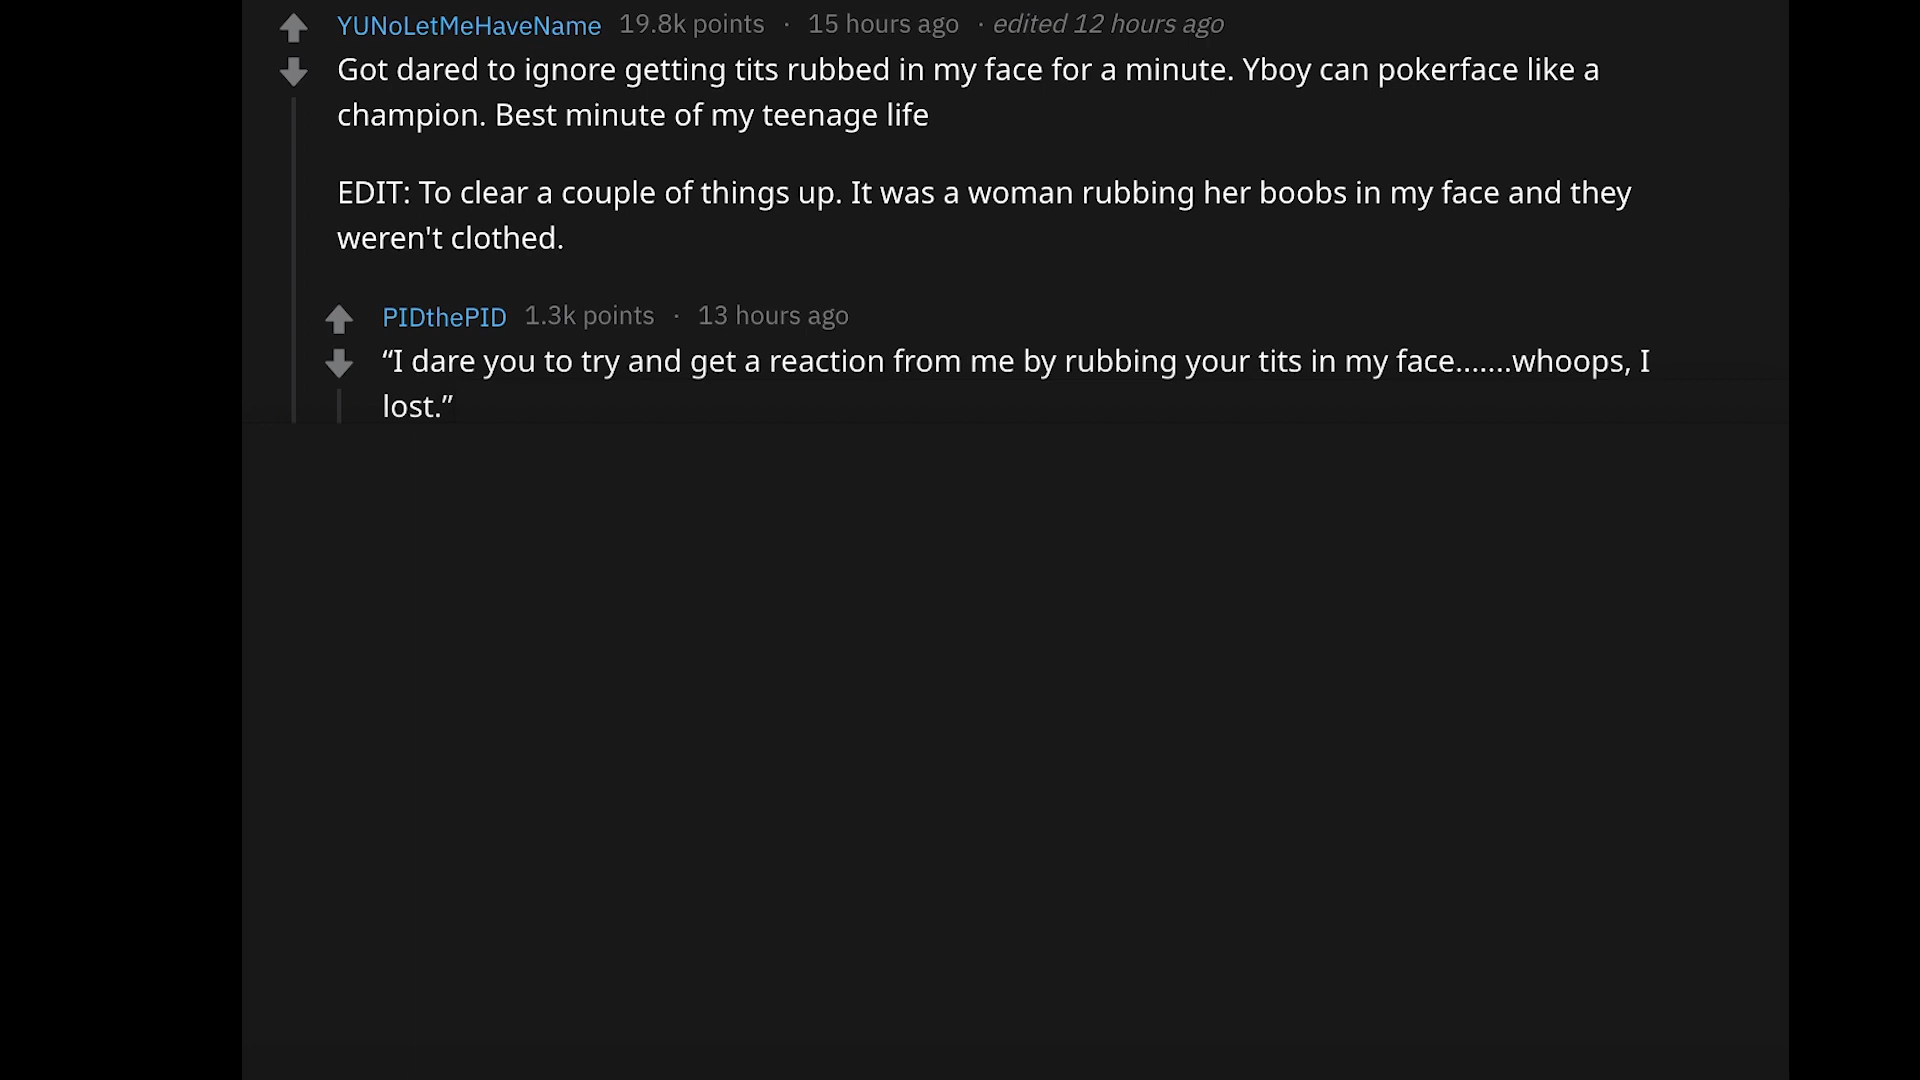 YUNoLetMeHaveName 19.8k points · 15 hours ago · edited 12 hours ago
Got dared to ignore getting tits rubbed in my face for a minute. Yboy can pokerface like a
champion. Best minute of my teenage life
EDIT: To clear a couple of things up. It was a woman rubbing her boobs in my face and they
weren't clothed.
PIDthePID 1.3k points · 13 hours ago
“I dare you to try and get a reaction from me by rubbing your tits in my face.......whoops, I
lost.”